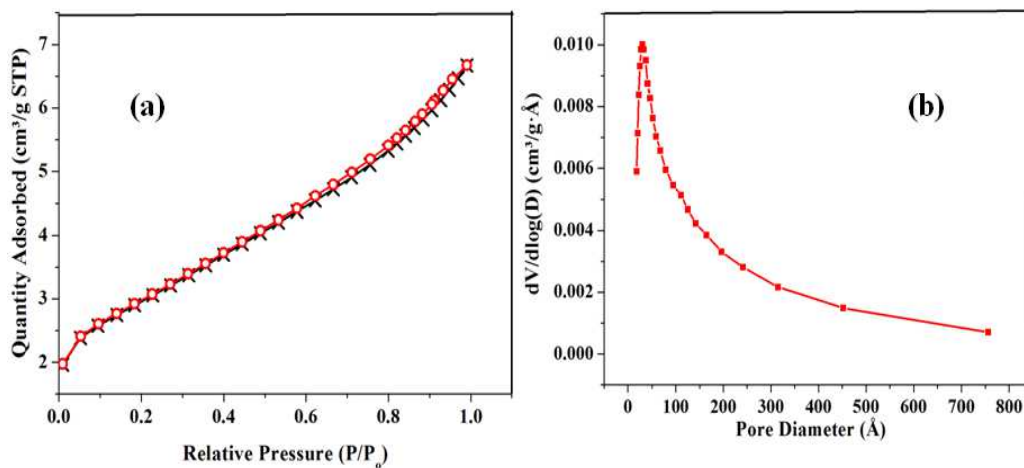 (a)
Quantity Adsorbed (cm³/g STP)
7
6
5
4
3
2
0.0 0.2 0.4 0.6 0.8 1.0
Relative Pressure (P/Pₒ)
(b)
dV/dlog(D) (cm³/g·Å)
0.010
0.008
0.006
0.004
0.002
0.000
0 100 200 300 400 500 600 700 800
Pore Diameter (Å)